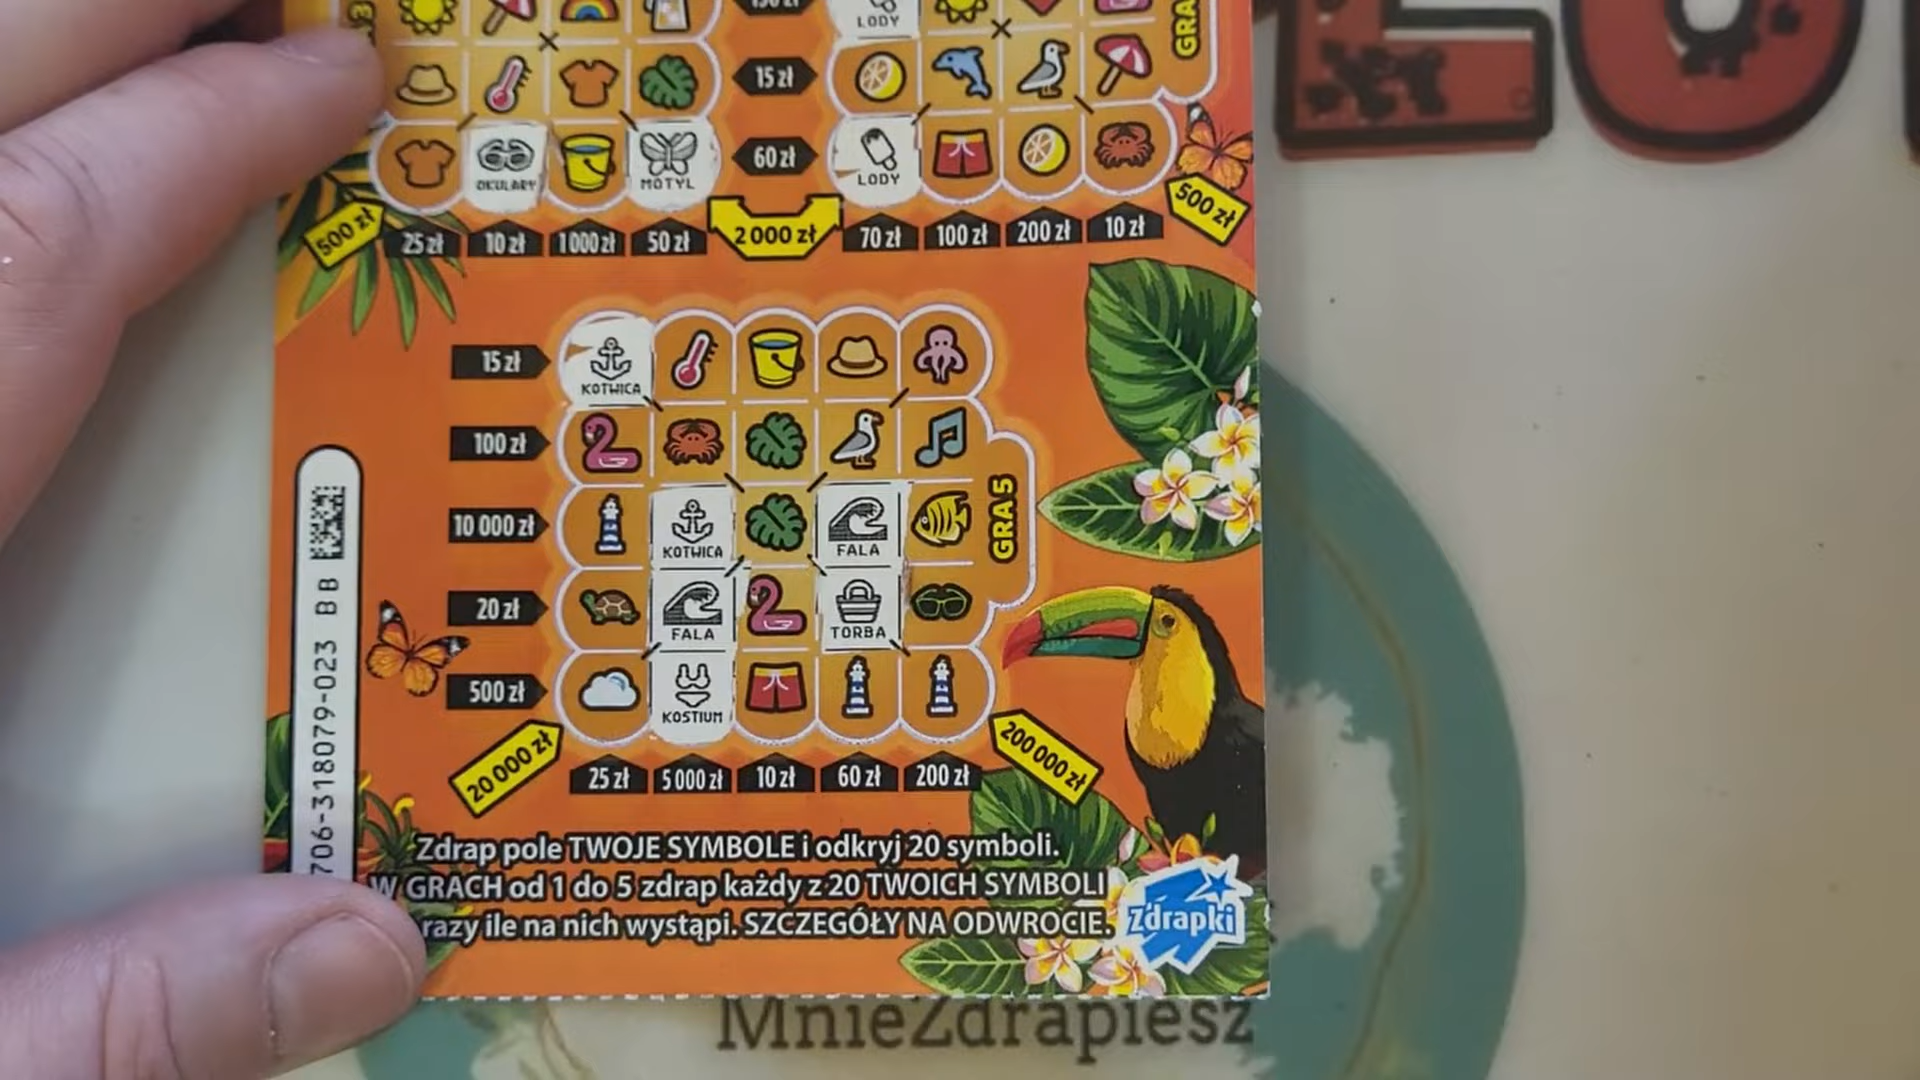 LODY
GRA
15 zł
OKULARY
MOTYL
60 zł
LODY
500 zł
25 zł
10 zł
1 000 zł
50 zł
2 000 zł
70 zł
100 zł
200 zł
10 zł
500 zł
15 zł
KOTWICA
100 zł
10 000 zł
KOTWICA
FALA
GRA 5
20 zł
FALA
TORBA
500 zł
KOSTIUM
20 000 zł
25 zł
5 000 zł
10 zł
60 zł
200 zł
200 000 zł
706-318079-023 BB
Zdrap pole TWOJE SYMBOLE i odkryj 20 symboli.
W GRACH od 1 do 5 zdrap każdy z 20 TWOICH SYMBOLI
razy ile na nich wystąpi. SZCZEGÓŁY NA ODWROCIE.
Zdrapki
MnieZdrapiesz